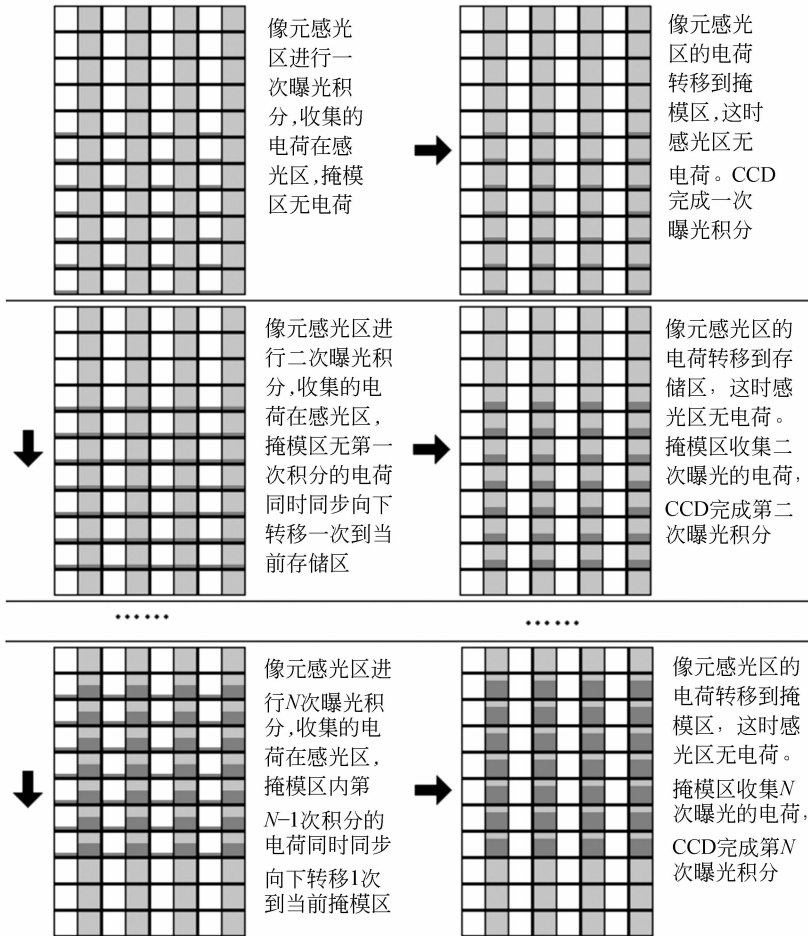 像元感光
区进行一
次曝光积
分,收集的
电荷在感
光区,掩模
区无电荷
像元感光
区的电荷
转移到掩
模区,这时
感光区无
电荷。CCD
完成一次
曝光积分
像元感光区进
行二次曝光积
分,收集的电
荷在感光区,
掩模区无第一
次积分的电荷
同时同步向下
转移一次到当
前存储区
像元感光区的
电荷转移到存
储区，这时感
光区无电荷。
掩模区收集二
次曝光的电荷,
CCD完成第二
次曝光积分
……
……
像元感光区进
行N次曝光积
分,收集的电
荷在感光区,
掩模区内第
N–1次积分的
电荷同时同步
向下转移1次
到当前掩模区
像元感光区的
电荷转移到掩
模区，这时感
光区无电荷。
掩模区收集N
次曝光的电荷,
CCD完成第N
次曝光积分